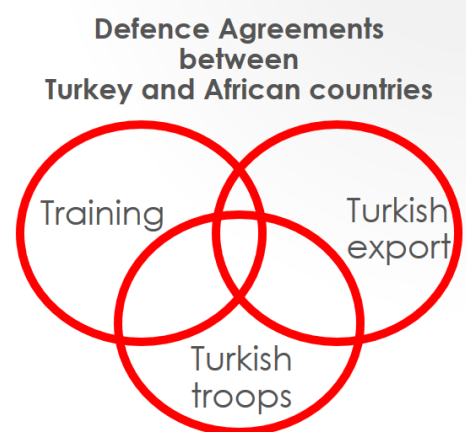 Defence Agreements
between
Turkey and African countries
Training
Turkish
export
Turkish
troops